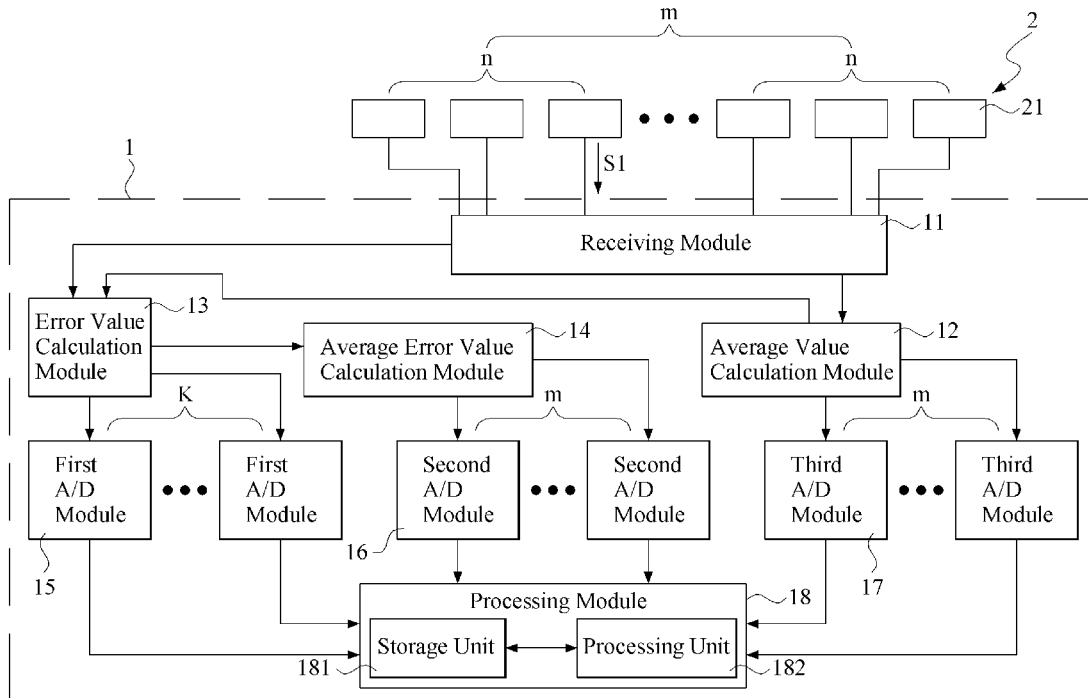 m
2
n
n
21
S1
1
11
Receiving Module
13
Error Value
Calculation
Module
14
Average Error Value
Calculation Module
12
Average Value
Calculation Module
K
m
m
First
A/D
Module
First
A/D
Module
Second
A/D
Module
Second
A/D
Module
Third
A/D
Module
Third
A/D
Module
15
16
17
Processing Module
18
Storage Unit
Processing Unit
181
182